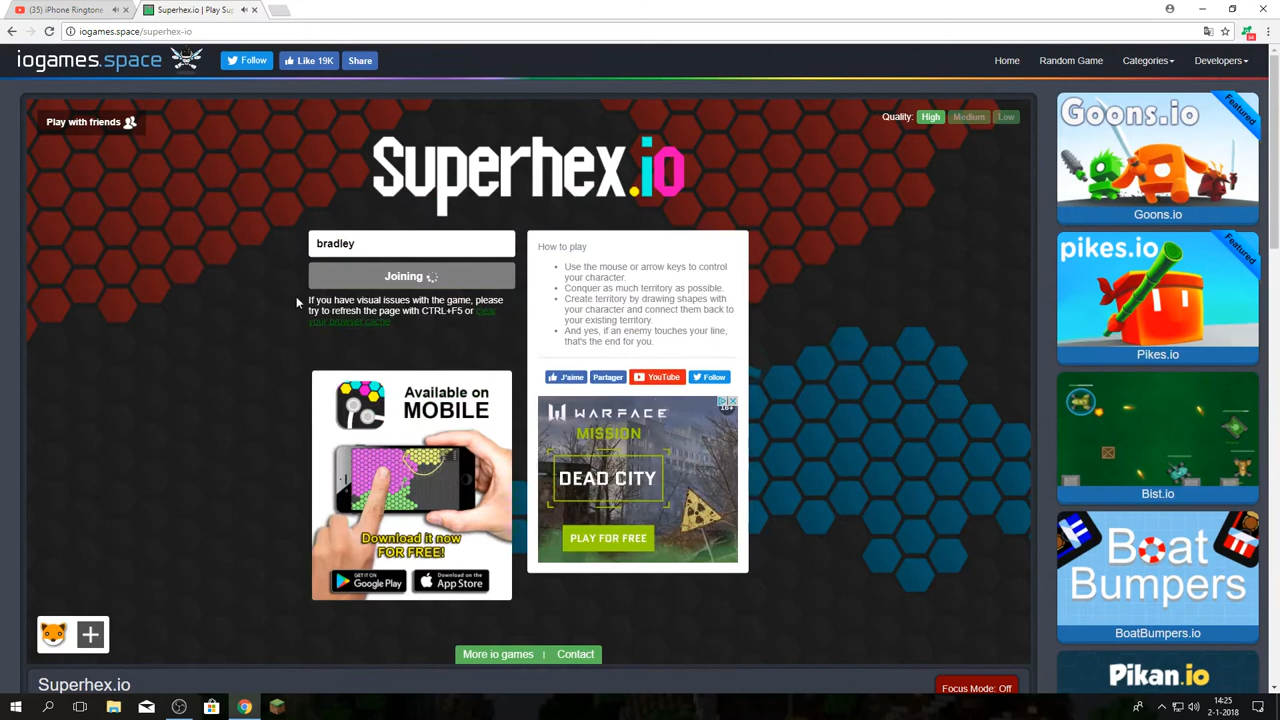 (35) iPhone Ringtone
Superhex.io | Play Su
iogames.space/superhex-io
34
iogames.space
Follow
Like 19K
Share
Home
Random Game
Categories
Developers
Play with friends
Quality: High Medium Low
Superhex.io
bradley
Joining
If you have visual issues with the game, please
try to refresh the page with CTRL+F5 or clear
your browser cache
How to play
Use the mouse or arrow keys to control
your character.
Conquer as much territory as possible.
Create territory by drawing shapes with
your character and connect them back to
your existing territory.
And yes, if an enemy touches your line,
that's the end for you.
J'aime
Partager
YouTube
Follow
Available on
MOBILE
Download it now
FOR FREE!
GET IT ON
Google Play
App Store
WARFACE
18+
MISSION
DEAD CITY
PLAY FOR FREE
More io games | Contact
Superhex.io
Focus Mode: Off
Goons.io
Featured
Goons.io
pikes.io
Featured
Pikes.io
Bist.io
Boat
Bumpers
BoatBumpers.io
Pikan.io
14:25
2-1-2018